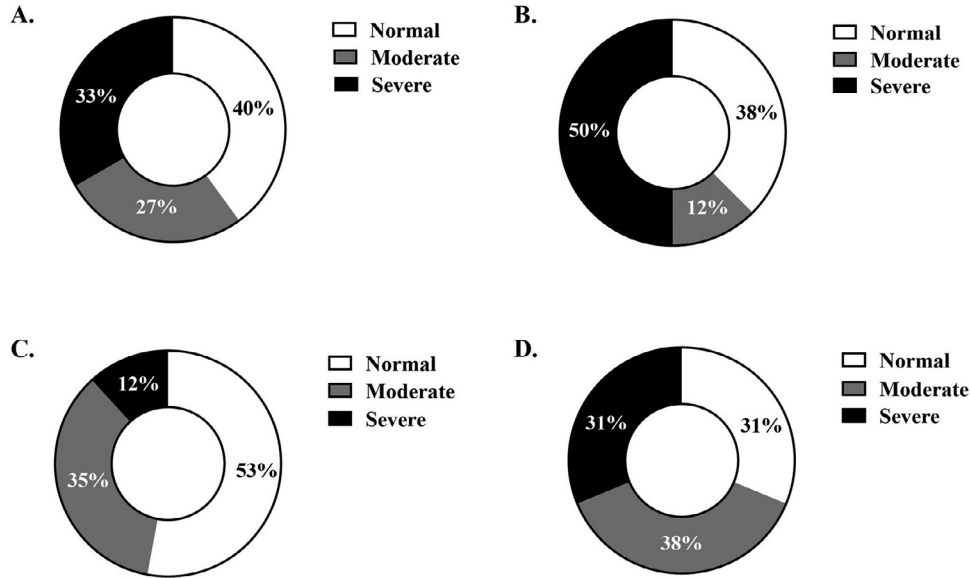 A.
Normal
Moderate
Severe
33%
40%
27%
B.
Normal
Moderate
Severe
50%
38%
12%
C.
Normal
Moderate
Severe
12%
35%
53%
D.
Normal
Moderate
Severe
31%
31%
38%